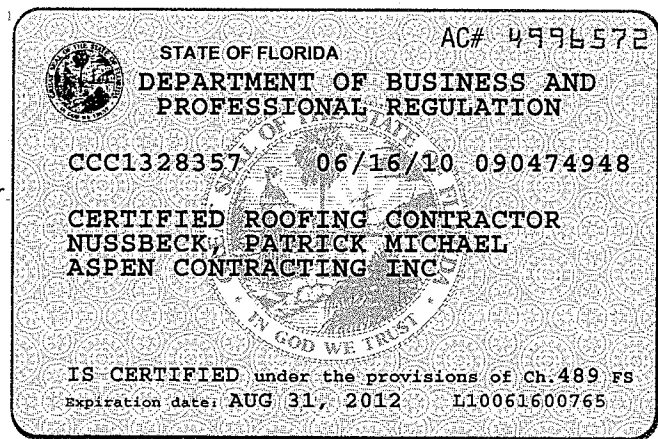 AC# 4996572
STATE OF FLORIDA
DEPARTMENT OF BUSINESS AND
PROFESSIONAL REGULATION
CCC1328357 06/16/10 090474948
CERTIFIED ROOFING CONTRACTOR
NUSSBECK, PATRICK MICHAEL
ASPEN CONTRACTING INC
IN GOD WE TRUST
IS CERTIFIED under the provisions of Ch.489 FS
Expiration date: AUG 31, 2012 L10061600765